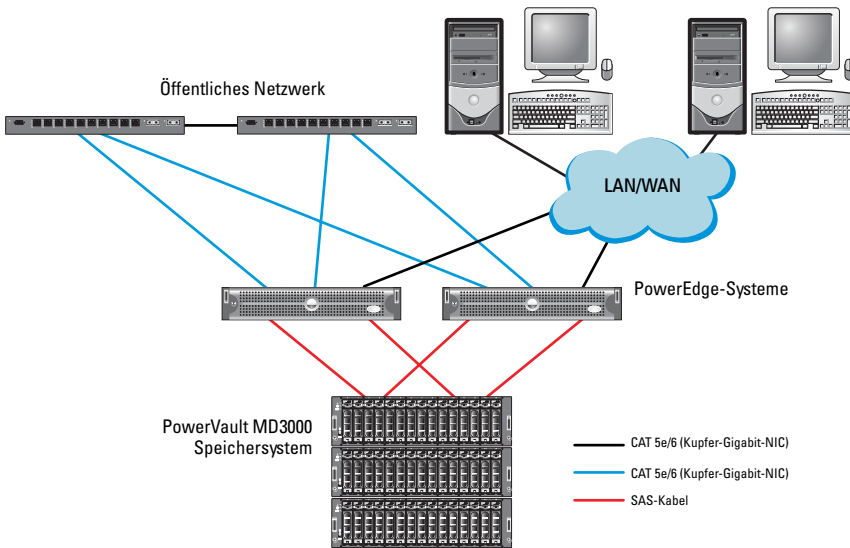 Öffentliches Netzwerk
LAN/WAN
PowerEdge-Systeme
PowerVault MD3000
Speichersystem
CAT 5e/6 (Kupfer-Gigabit-NIC)
CAT 5e/6 (Kupfer-Gigabit-NIC)
SAS-Kabel